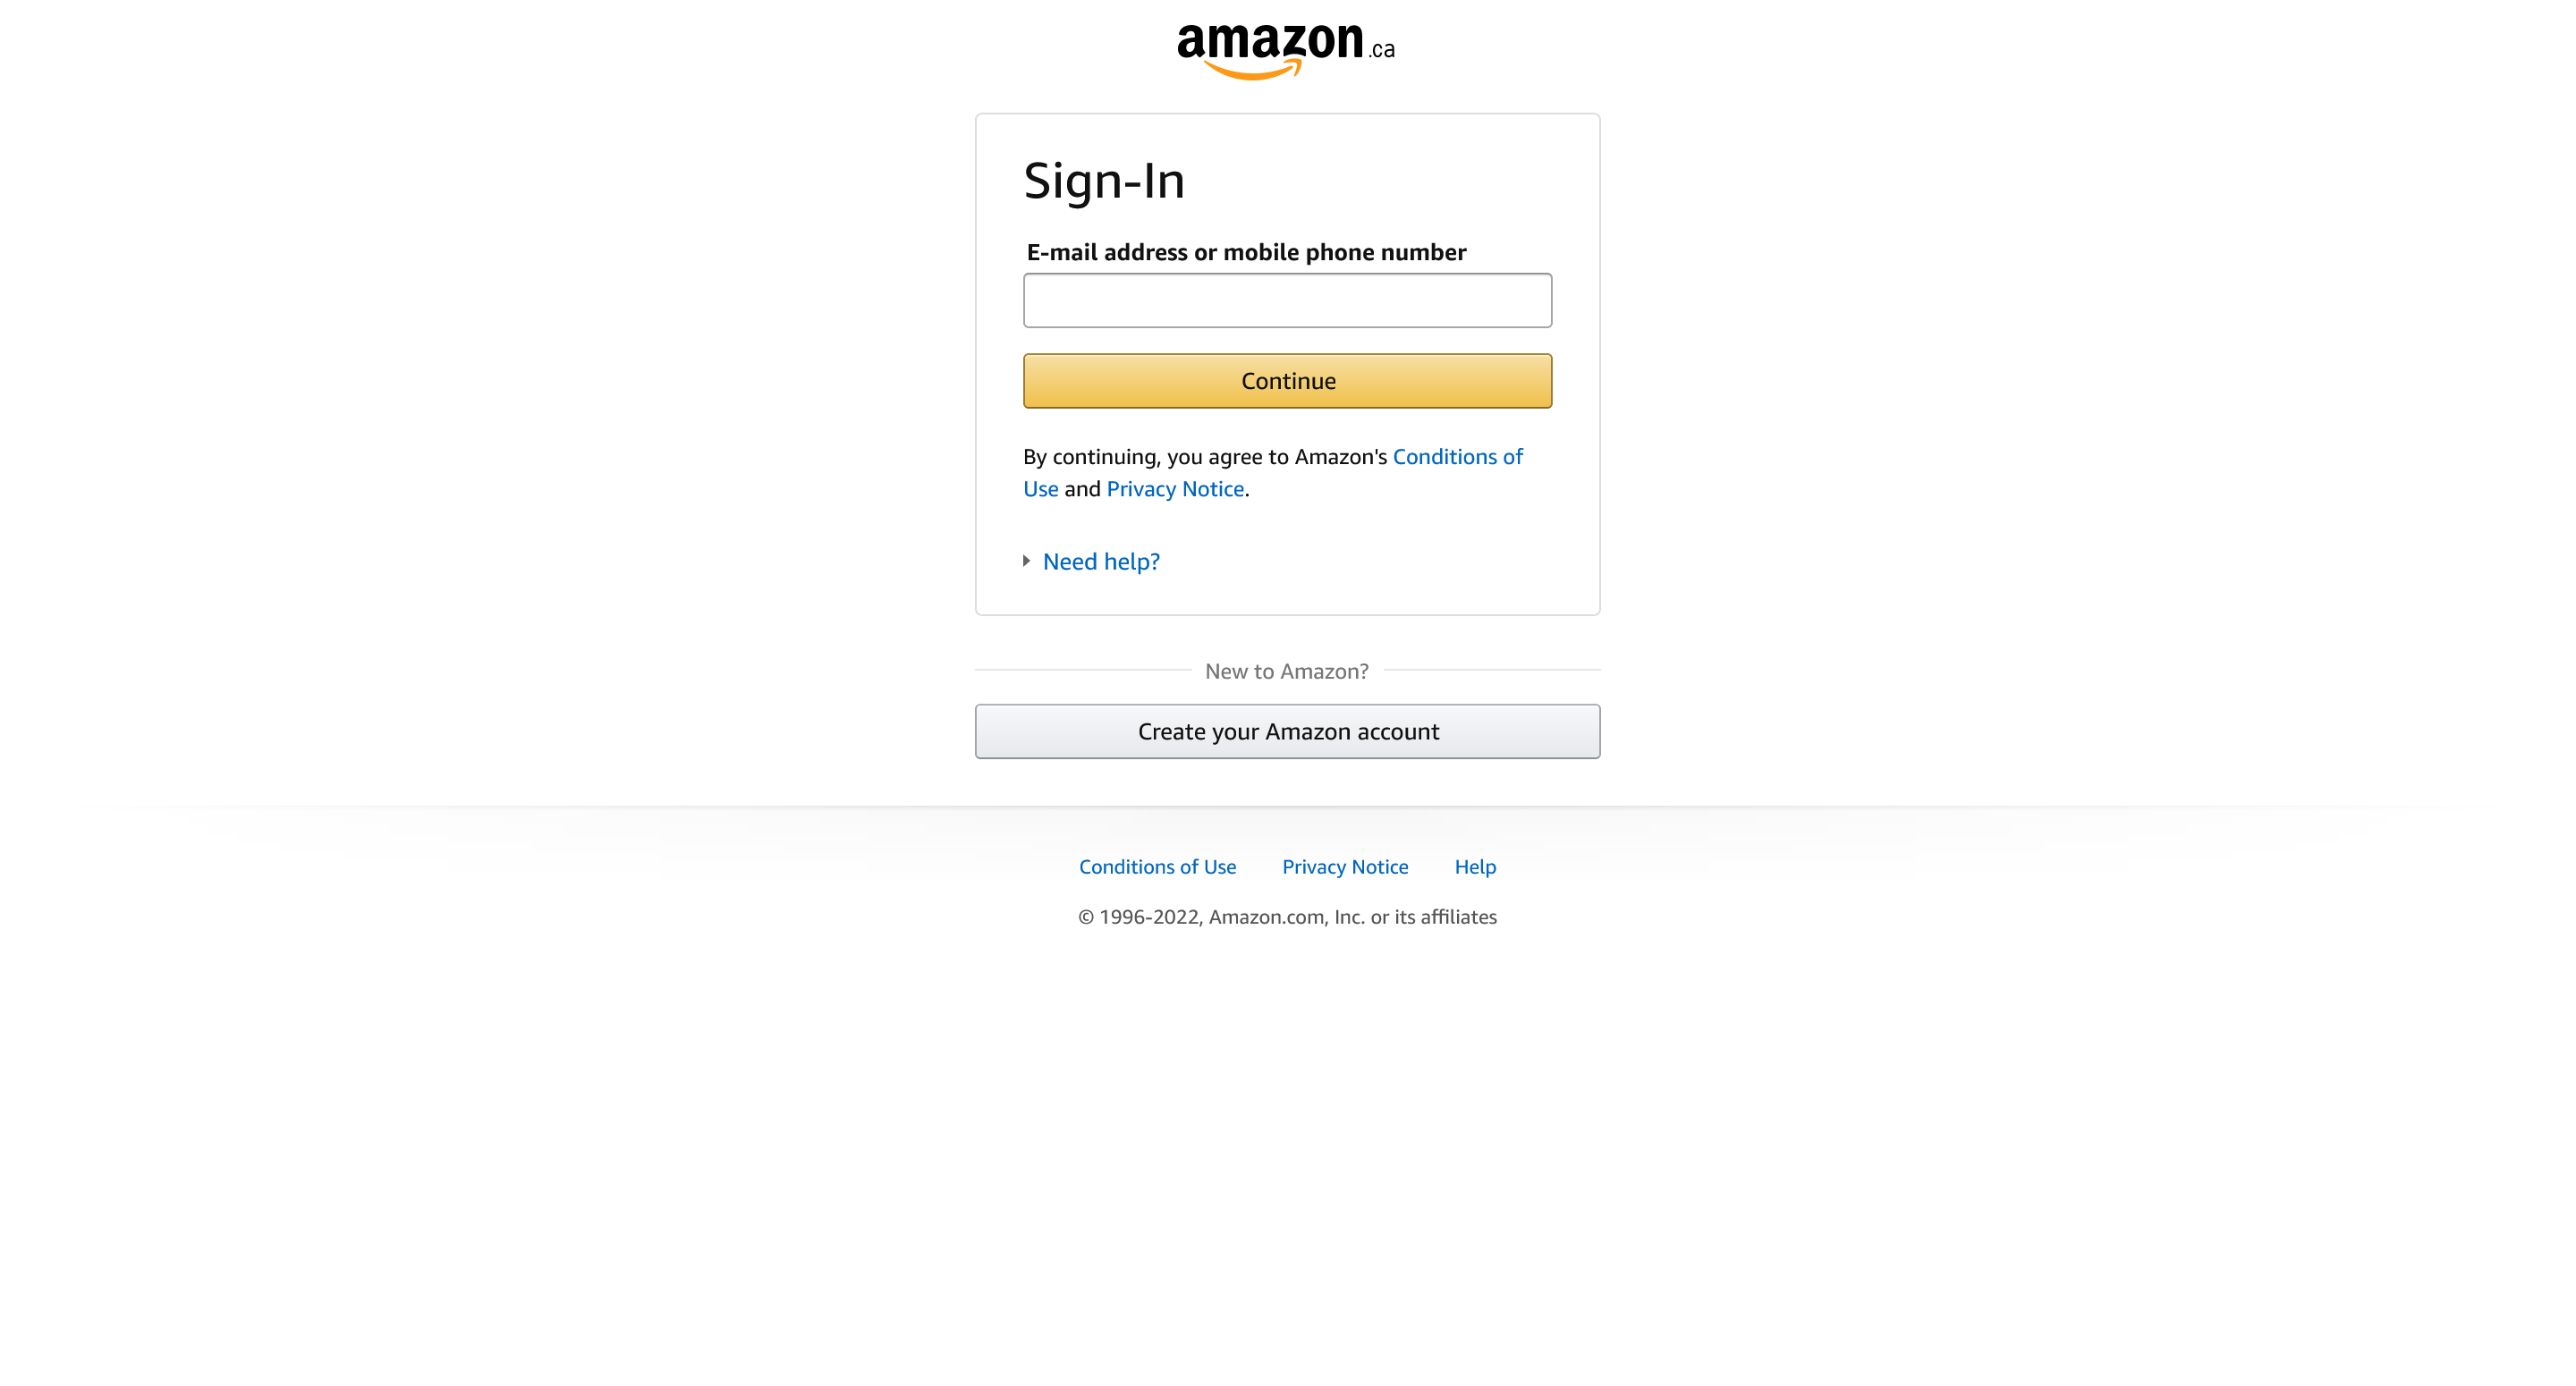 amazon.ca
Sign-In
E-mail address or mobile phone number
Continue
By continuing, you agree to Amazon's Conditions of
Use and Privacy Notice.
Need help?
New to Amazon?
Create your Amazon account
Conditions of Use Privacy Notice Help
© 1996-2022, Amazon.com, Inc. or its affiliates